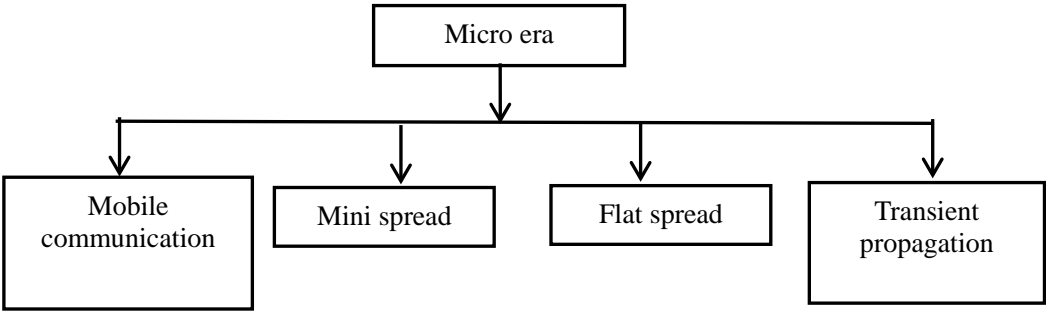 Micro era
Mobile
communication
Mini spread
Flat spread
Transient
propagation